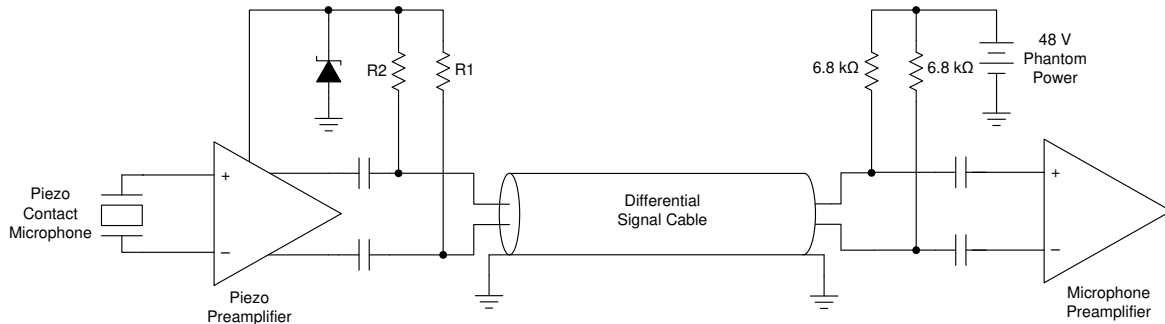 R2
R1
6.8 kΩ
6.8 kΩ
48 V
Phantom
Power
Piezo
Contact
Microphone
+
−
Piezo
Preamplifier
Differential
Signal Cable
+
−
Microphone
Preamplifier